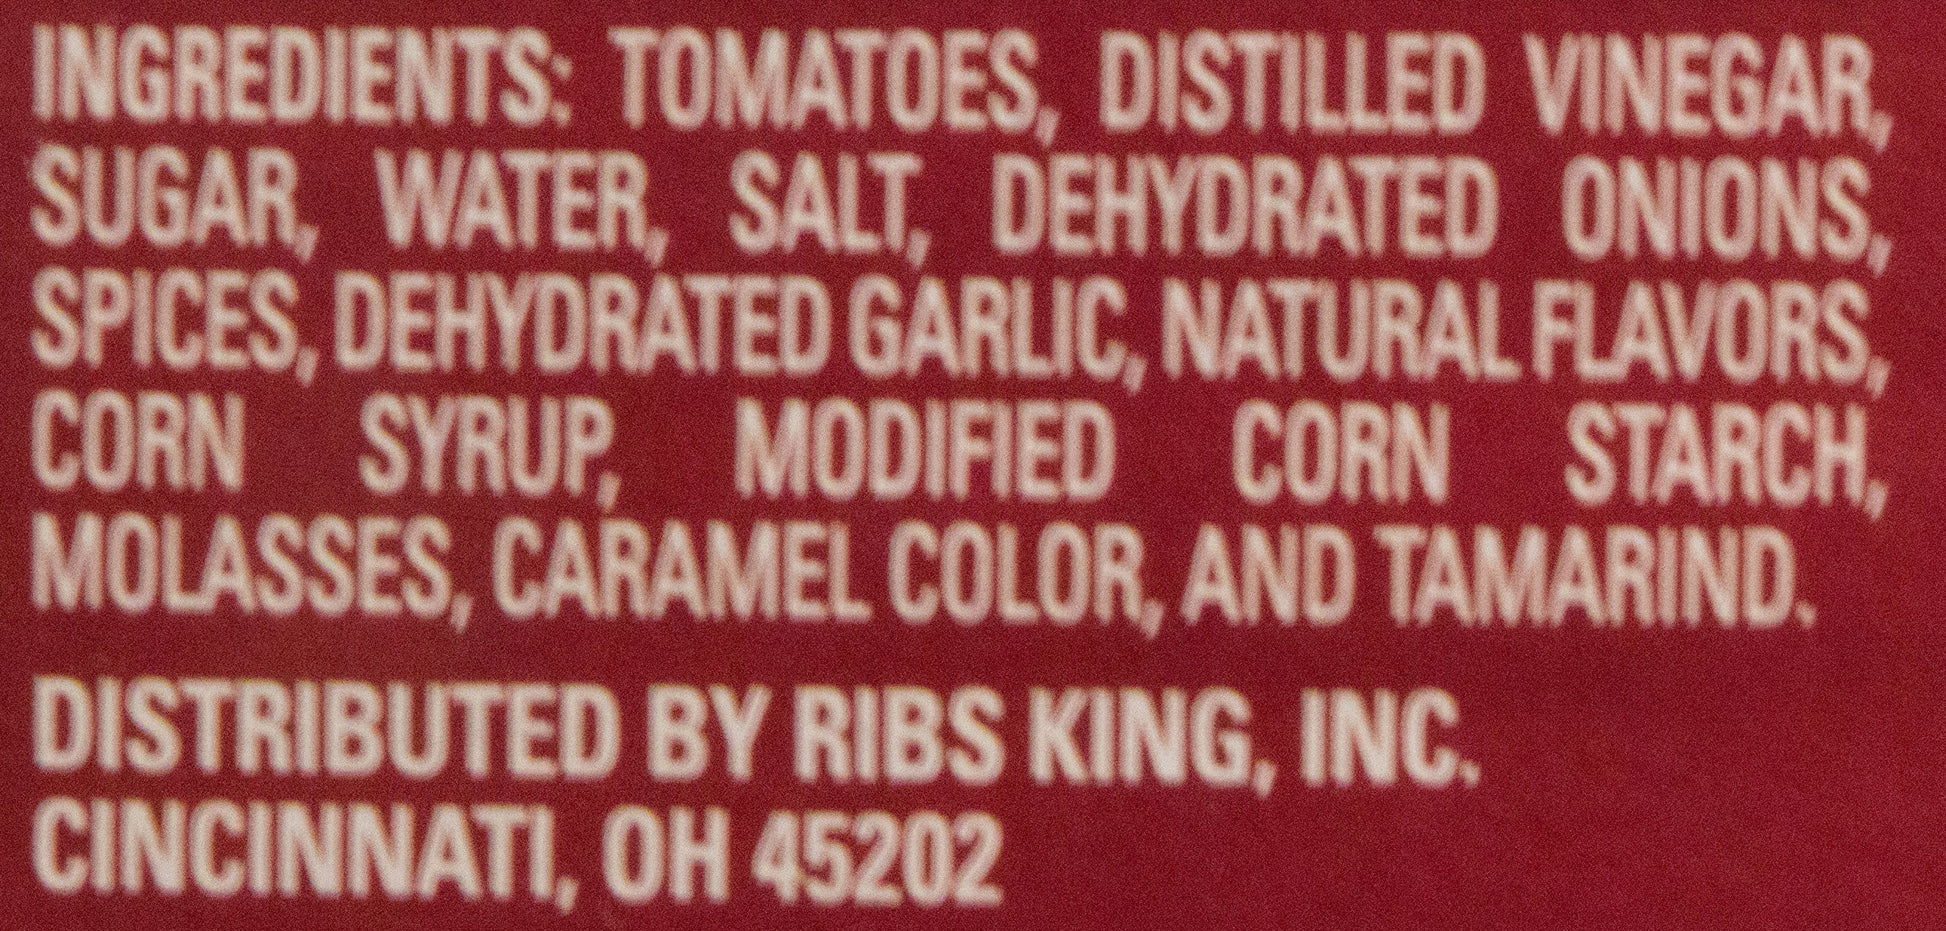 INGREDIENTS: TOMATOES, DISTILLED VINEGAR,
SUGAR, WATER, SALT, DEHYDRATED ONIONS,
SPICES, DEHYDRATED GARLIC, NATURAL FLAVORS,
CORN SYRUP, MODIFIED CORN STARCH,
MOLASSES, CARAMEL COLOR, AND TAMARIND.
DISTRIBUTED BY RIBS KING, INC.
CINCINNATI, OH 45202